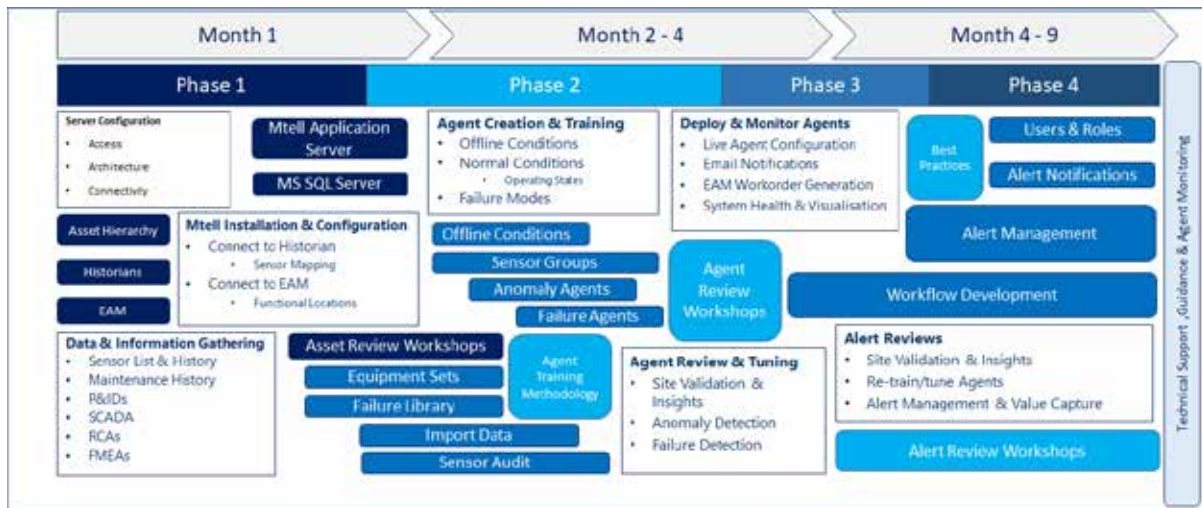 Month 1
Month 2 - 4
Month 4 - 9
Phase 1
Phase 2
Phase 3
Phase 4
Server Configuration
• Access
• Architecture
• Connectivity
Mtell Application
Server
MS SQL Server
Asset Hierarchy
Historians
EAM
Mtell Installation & Configuration
• Connect to Historian
• Sensor Mapping
• Connect to EAM
• Functional Locations
Data & Information Gathering
• Sensor List & History
• Maintenance History
• P&IDs
• SCADA
• RCAs
• FMEAs
Asset Review Workshops
Equipment Sets
Failure Library
Import Data
Sensor Audit
Agent Creation & Training
• Offline Conditions
• Normal Conditions
• Operating States
• Failure Modes
Offline Conditions
Sensor Groups
Anomaly Agents
Failure Agents
Agent
Training
Methodology
Agent
Review
Workshops
Deploy & Monitor Agents
• Live Agent Configuration
• Email Notifications
• EAM Workorder Generation
• System Health & Visualisation
Agent Review & Tuning
• Site Validation &
Insights
• Anomaly Detection
• Failure Detection
Best
Practices
Users & Roles
Alert Notifications
Alert Management
Workflow Development
Alert Reviews
• Site Validation & Insights
• Re-train/tune Agents
• Alert Management & Value Capture
Alert Review Workshops
Technical Support ,Guidance & Agent Monitoring